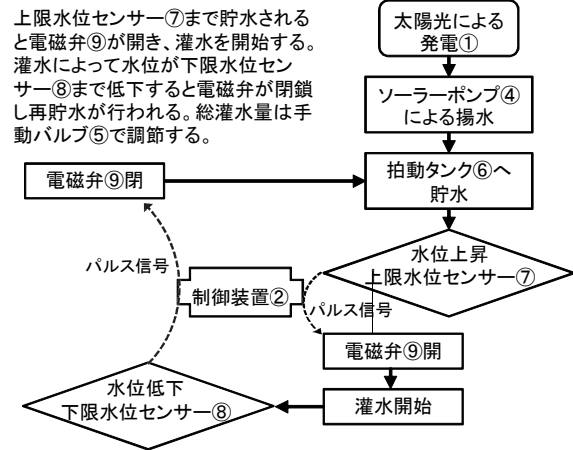 上限水位センサー⑦まで貯水される
と電磁弁⑨が開き、灌水を開始する。
灌水によって水位が下限水位セン
サー⑧まで低下すると電磁弁が閉鎖
し再貯水が行われる。総灌水量は手
動バルブ⑤で調節する。
太陽光による
発電①
ソーラーポンプ④
による揚水
電磁弁⑨閉
拍動タンク⑥へ
貯水
水位上昇
上限水位センサー⑦
パルス信号
制御装置②
パルス信号
電磁弁⑨開
水位低下
下限水位センサー⑧
灌水開始